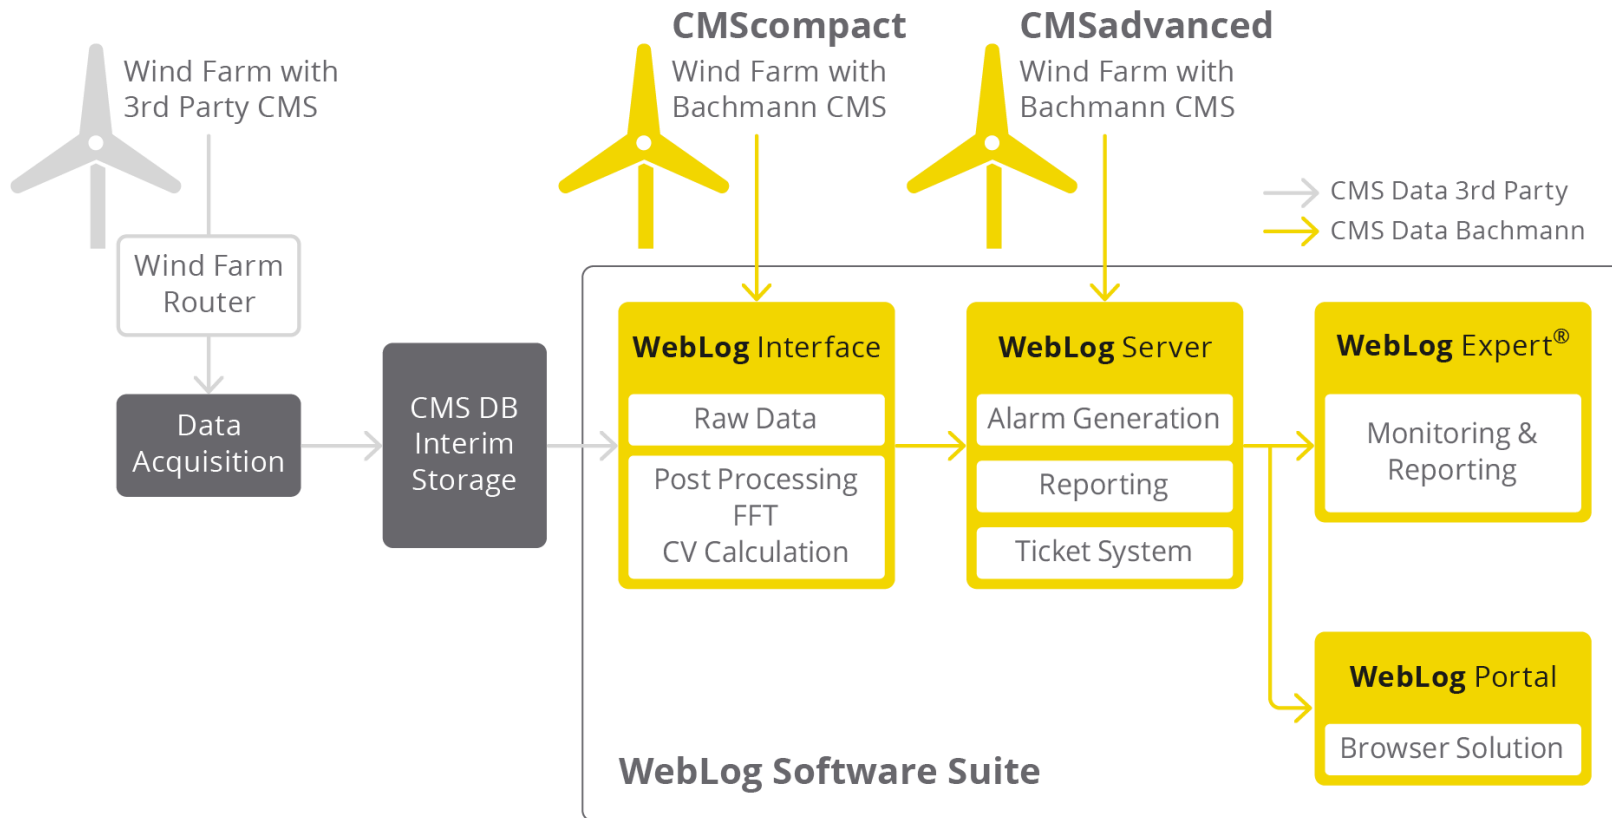 CMScompact
CMSadvanced
Wind Farm with
3rd Party CMS
Wind Farm with
Bachmann CMS
Wind Farm with
Bachmann CMS
CMS Data 3rd Party
CMS Data Bachmann
Wind Farm
Router
Data
Acquisition
CMS DB
Interim
Storage
WebLog Interface
Raw Data
Post Processing
FFT
CV Calculation
WebLog Server
Alarm Generation
Reporting
Ticket System
WebLog Expert®
Monitoring &
Reporting
WebLog Portal
Browser Solution
WebLog Software Suite